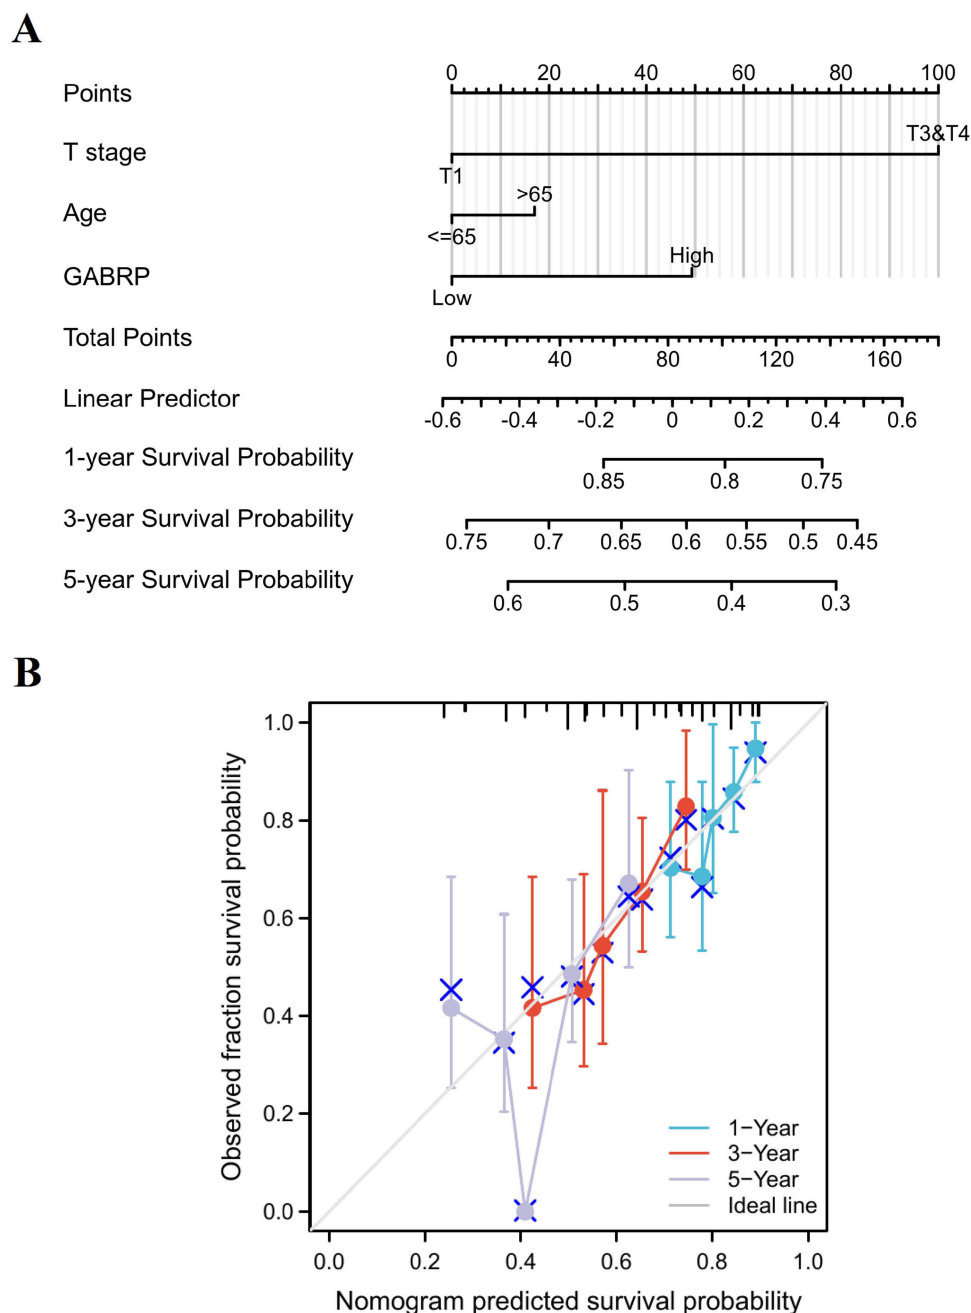 A
Points
0 20 40 60 80 100
T stage
T3&T4
T1
Age
>65
<=65
GABRP
High
Low
Total Points
0 40 80 120 160
Linear Predictor
-0.6 -0.4 -0.2 0 0.2 0.4 0.6
1-year Survival Probability
0.85 0.8 0.75
3-year Survival Probability
0.75 0.7 0.65 0.6 0.55 0.5 0.45
5-year Survival Probability
0.6 0.5 0.4 0.3
B
Observed fraction survival probability
1.0
0.8
0.6
0.4
0.2
0.0
1−Year
3−Year
5−Year
Ideal line
0.0 0.2 0.4 0.6 0.8 1.0
Nomogram predicted survival probability